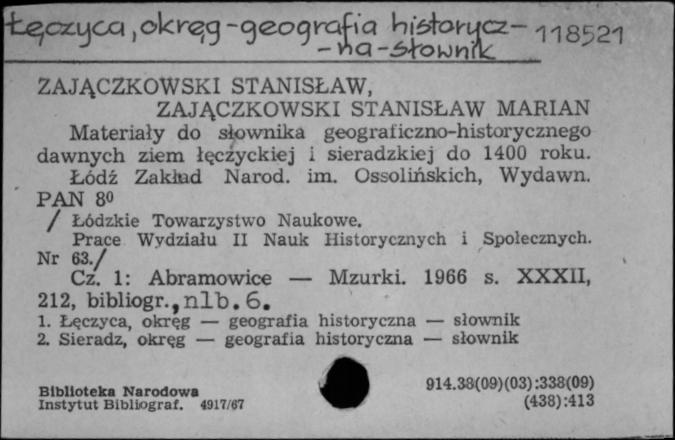 Łęczyca, okręg-geografia historycz-
-na-słownik 118521
ZAJĄCZKOWSKI STANISŁAW,
ZAJĄCZKOWSKI STANISŁAW MARIAN
Materiały do słownika geograficzno-historycznego
dawnych ziem łęczyckiej i sieradzkiej do 1400 roku.
Łódź Zakład Narod. im. Ossolińskich, Wydawn.
PAN 8⁰
/ Łódzkie Towarzystwo Naukowe.
Prace Wydziału II Nauk Historycznych i Społecznych.
Nr 63./
Cz. 1: Abramowice — Mzurki. 1966 s. XXXII,
212, bibliogr., nlb. 6.
1. Łęczyca, okręg — geografia historyczna — słownik
2. Sieradz, okręg — geografia historyczna — słownik
Biblioteka Narodowa 914.38(09)(03):338(09)
Instytut Bibliograf. 4917/67 (438):413